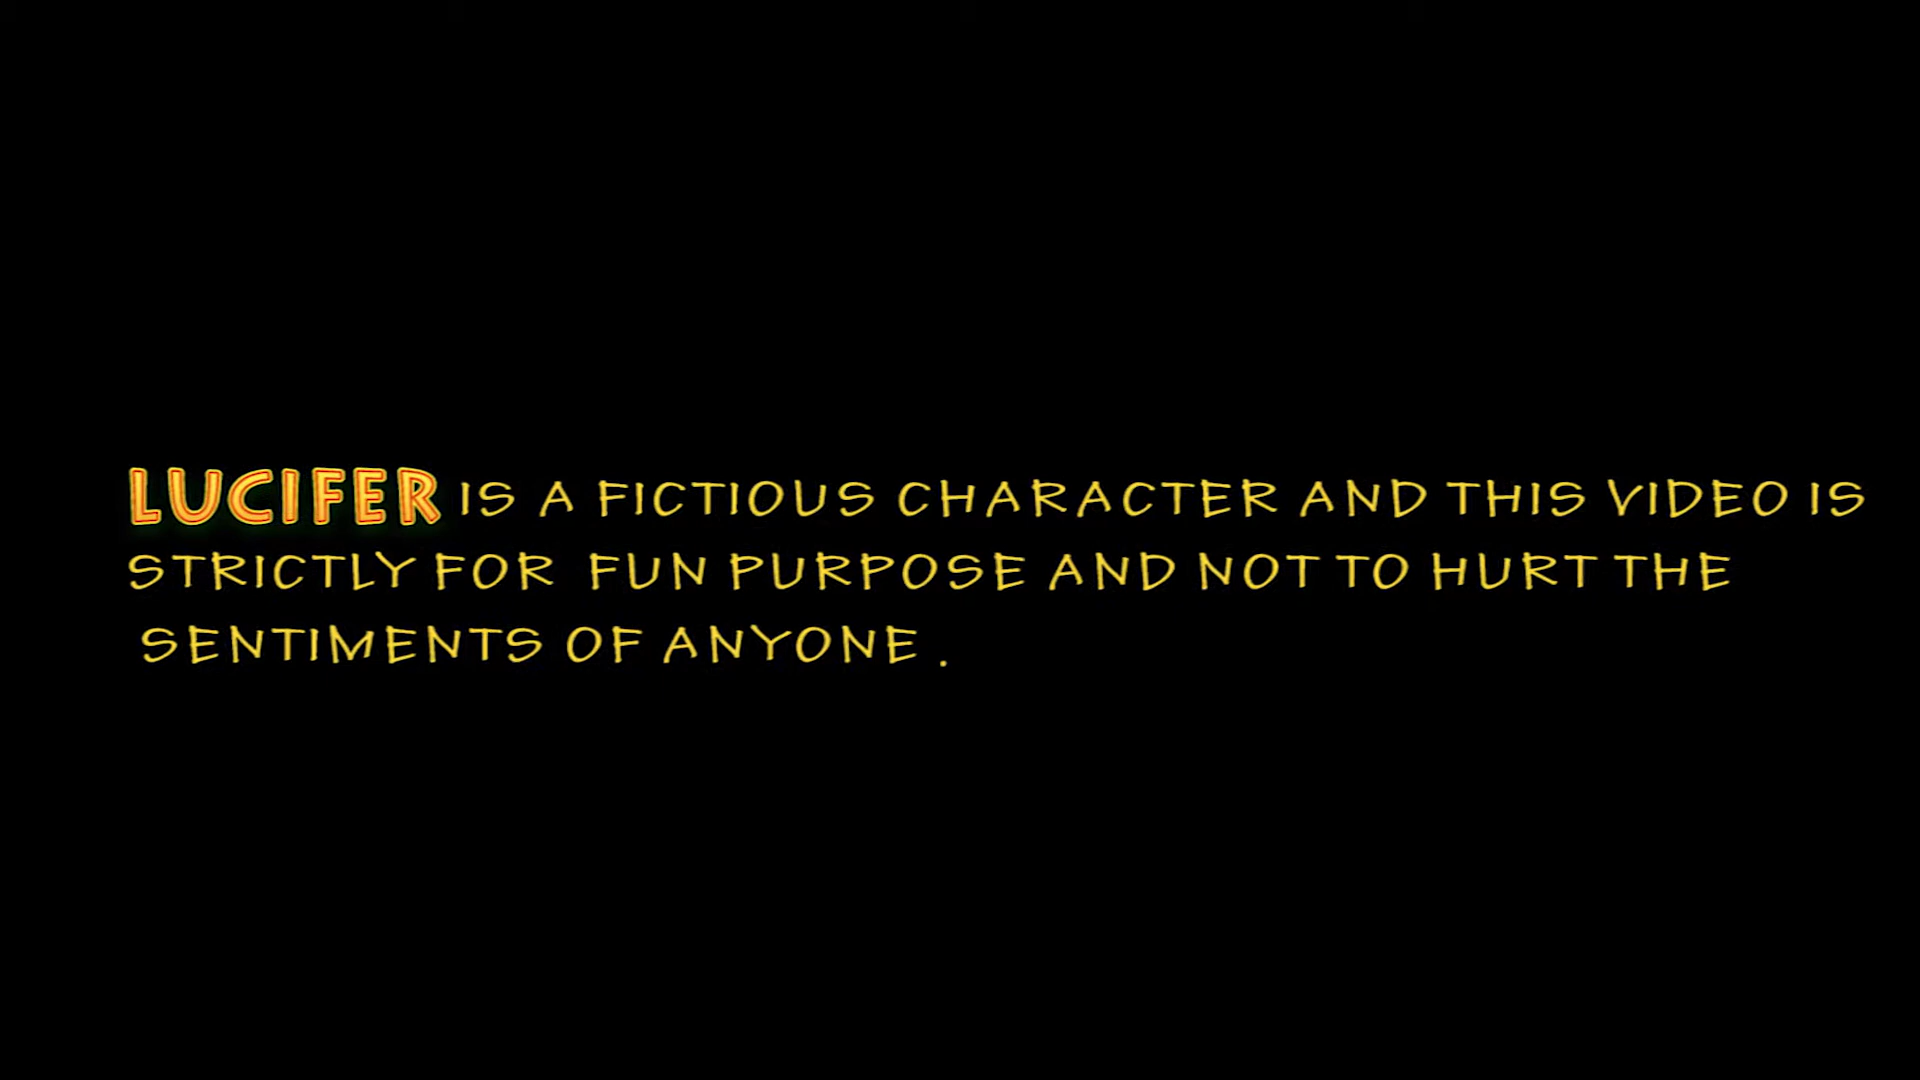 LUCIFER IS A FICTIOUS CHARACTER AND THIS VIDEO IS
STRICTLY FOR FUN PURPOSE AND NOT TO HURT THE
SENTIMENTS OF ANYONE .